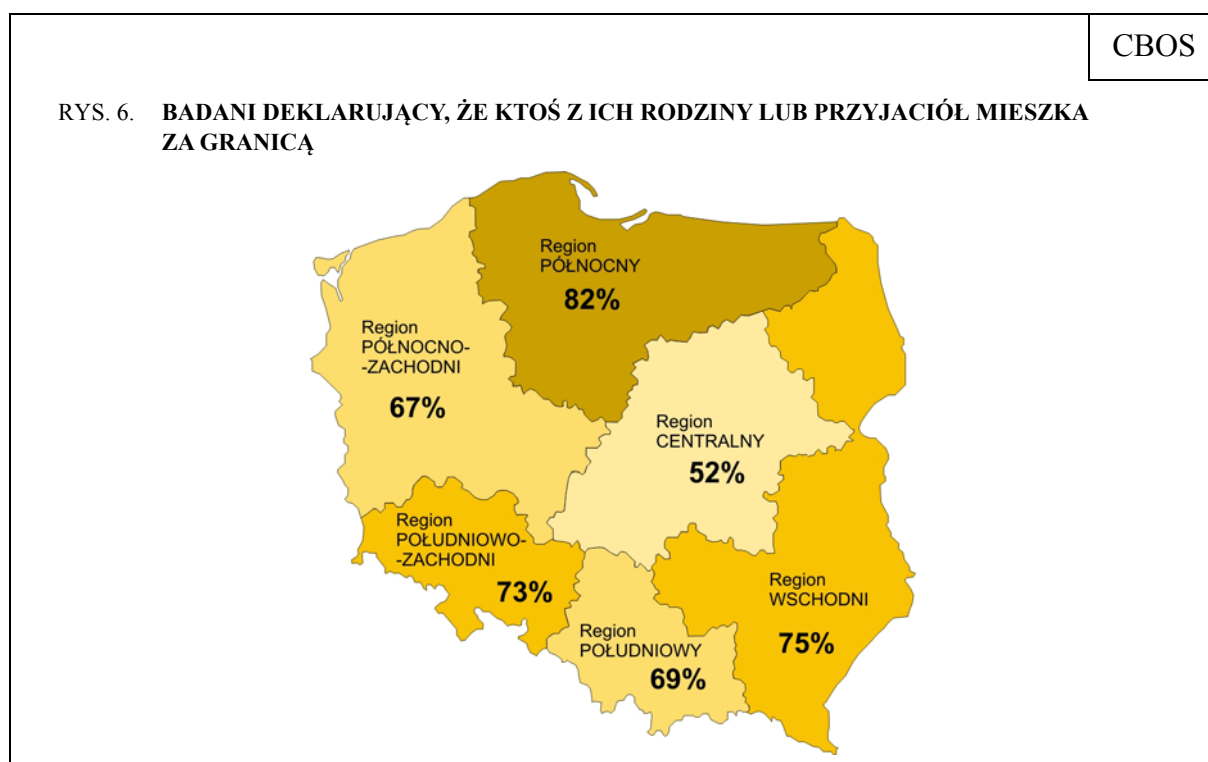 CBOS
RYS. 6. BADANI DEKLARUJĄCY, ŻE KTOŚ Z ICH RODZINY LUB PRZYJACIÓŁ MIESZKA
ZA GRANICĄ
Region
PÓŁNOCNY
82%
Region
PÓŁNOCNO-
-ZACHODNI
67%
Region
CENTRALNY
52%
Region
POŁUDNIOWO-
-ZACHODNI
73%
Region
WSCHODNI
75%
Region
POŁUDNIOWY
69%